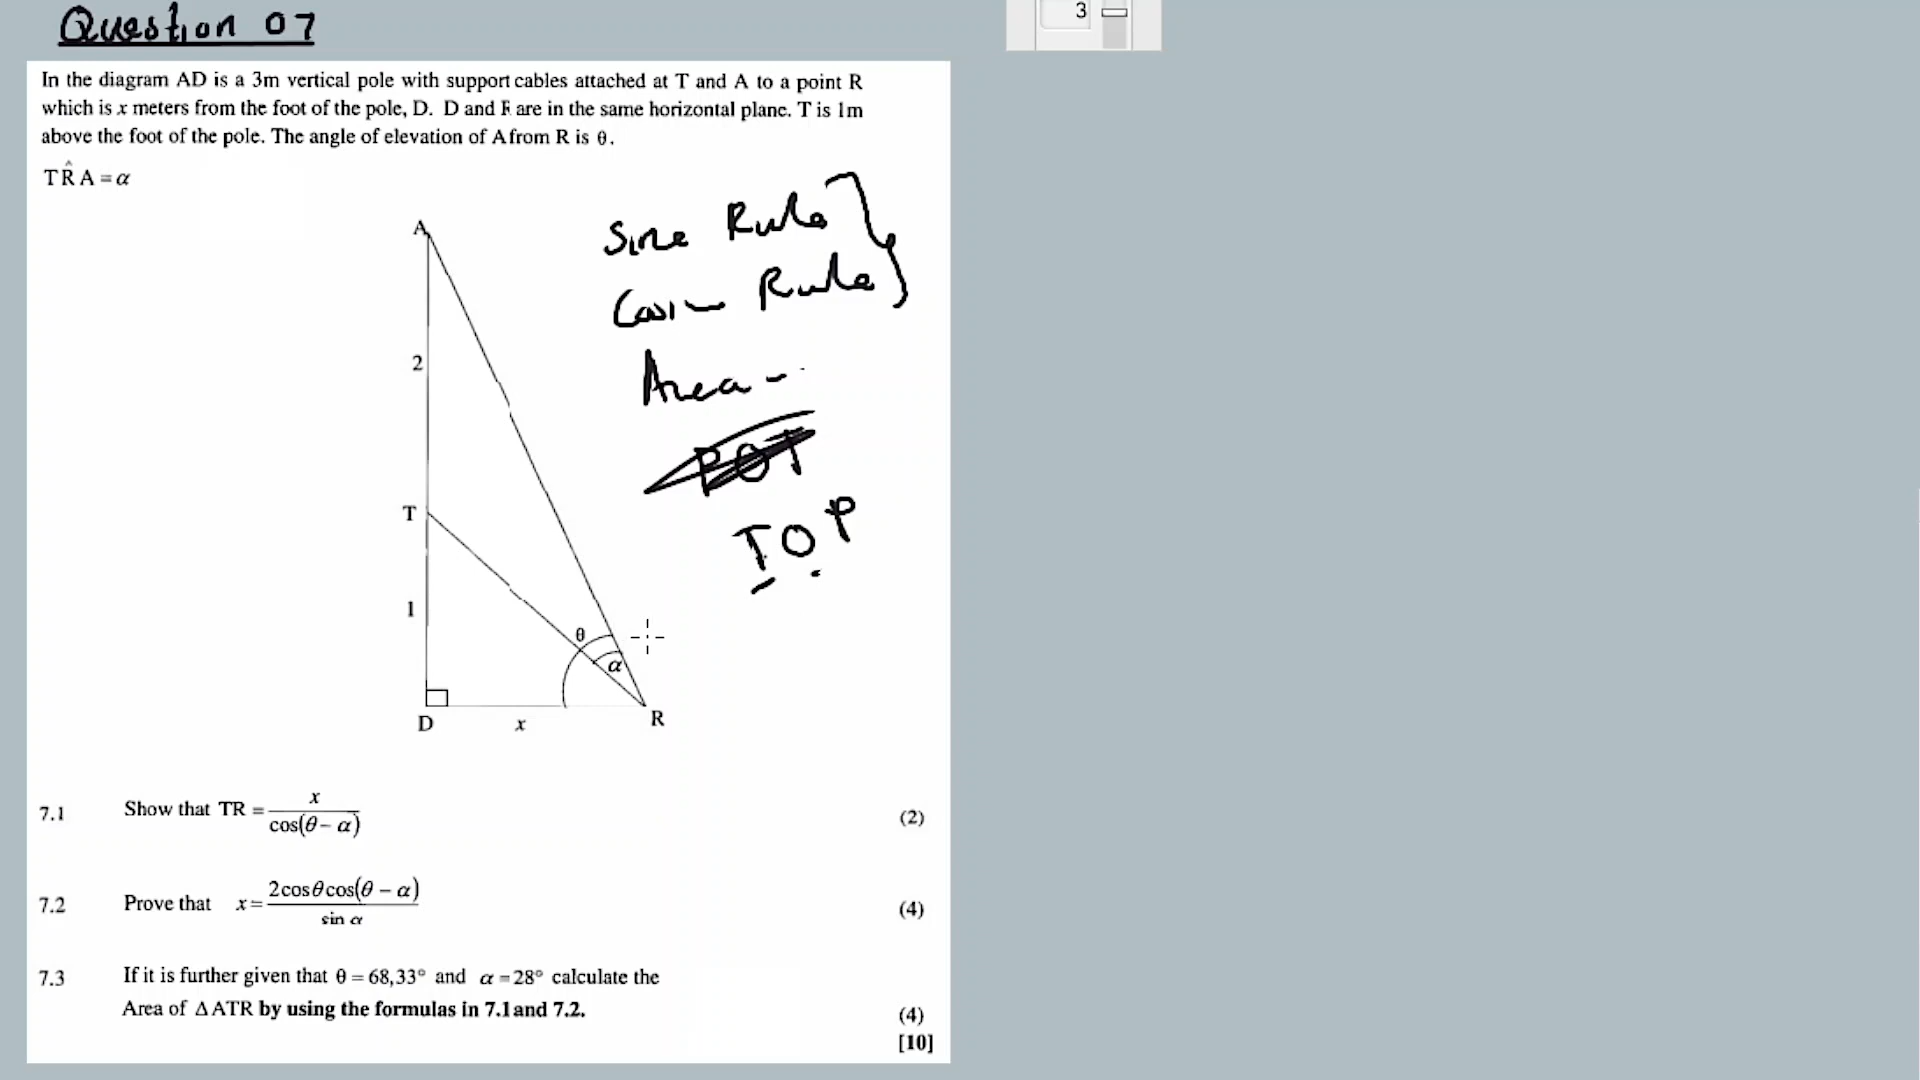 Question 07
3
In the diagram AD is a 3m vertical pole with support cables attached at T and A to a point R
which is x meters from the foot of the pole, D. D and R are in the same horizontal plane. T is 1m
above the foot of the pole. The angle of elevation of A from R is θ.
TR̂A = α
Sine Rule
Cosine Rule
Area -
POT
TOP
A
2
T
1
θ
α
D
x
R
7.1 Show that TR = x / cos(θ − α) (2)
7.2 Prove that x = 2cosθcos(θ − α) / sin α (4)
7.3 If it is further given that θ = 68,33° and α = 28° calculate the
Area of ΔATR by using the formulas in 7.1 and 7.2.
(4)
[10]